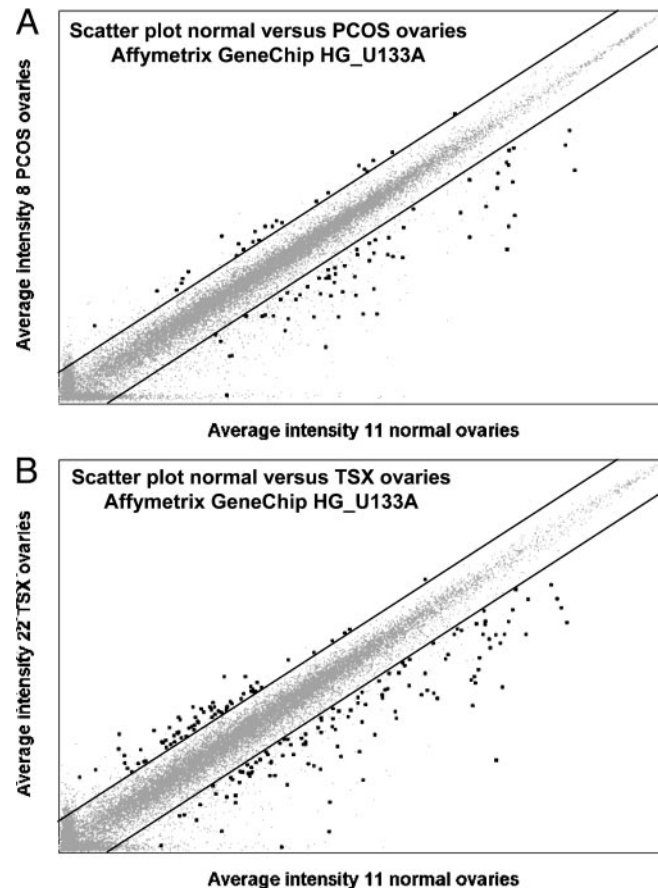 A
Scatter plot normal versus PCOS ovaries
Affymetrix GeneChip HG_U133A
Average intensity 8 PCOS ovaries
Average intensity 11 normal ovaries
B
Scatter plot normal versus TSX ovaries
Affymetrix GeneChip HG_U133A
Average intensity 22 TSX ovaries
Average intensity 11 normal ovaries